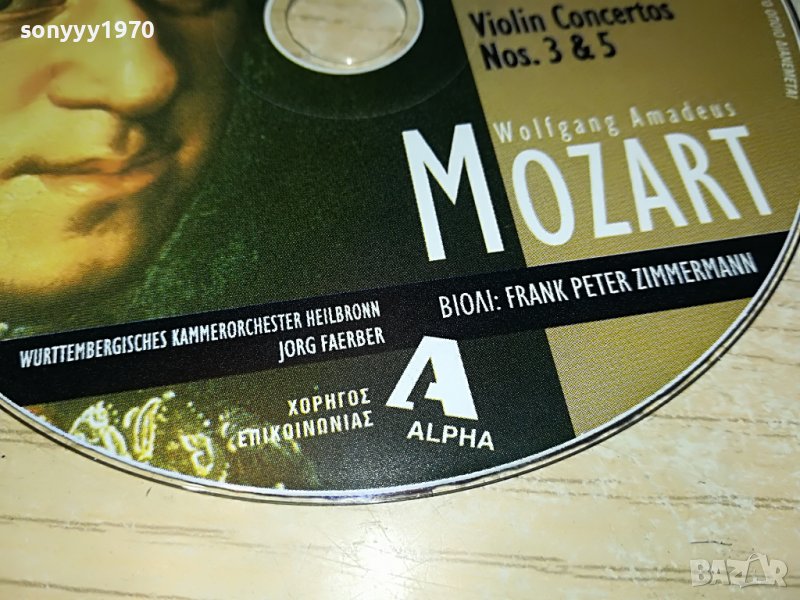 sonyyy1970
Violin Concertos
Nos. 3 & 5
Wolfgang Amadeus
MOZART
ΒΙΟΛΙ: FRANK PETER ZIMMERMANN
WURTTEMBERGISCHES KAMMERORCHESTER HEILBRONN
JORG FAERBER
ΧΟΡΗΓΟΣ
ΕΠΙΚΟΙΝΩΝΙΑΣ
ALPHA
BAZAR